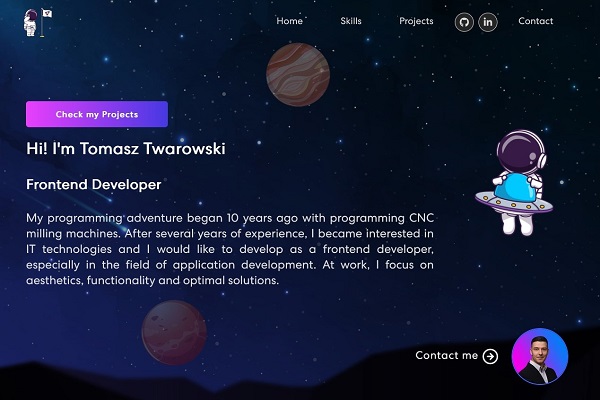 Home Skills Projects in Contact
Check my Projects
Hi! I'm Tomasz Twarowski
Frontend Developer
My programming adventure began 10 years ago with programming CNC
milling machines. After several years of experience, I became interested in
IT technologies and I would like to develop as a frontend developer,
especially in the field of application development. At work, I focus on
aesthetics, functionality and optimal solutions.
Contact me